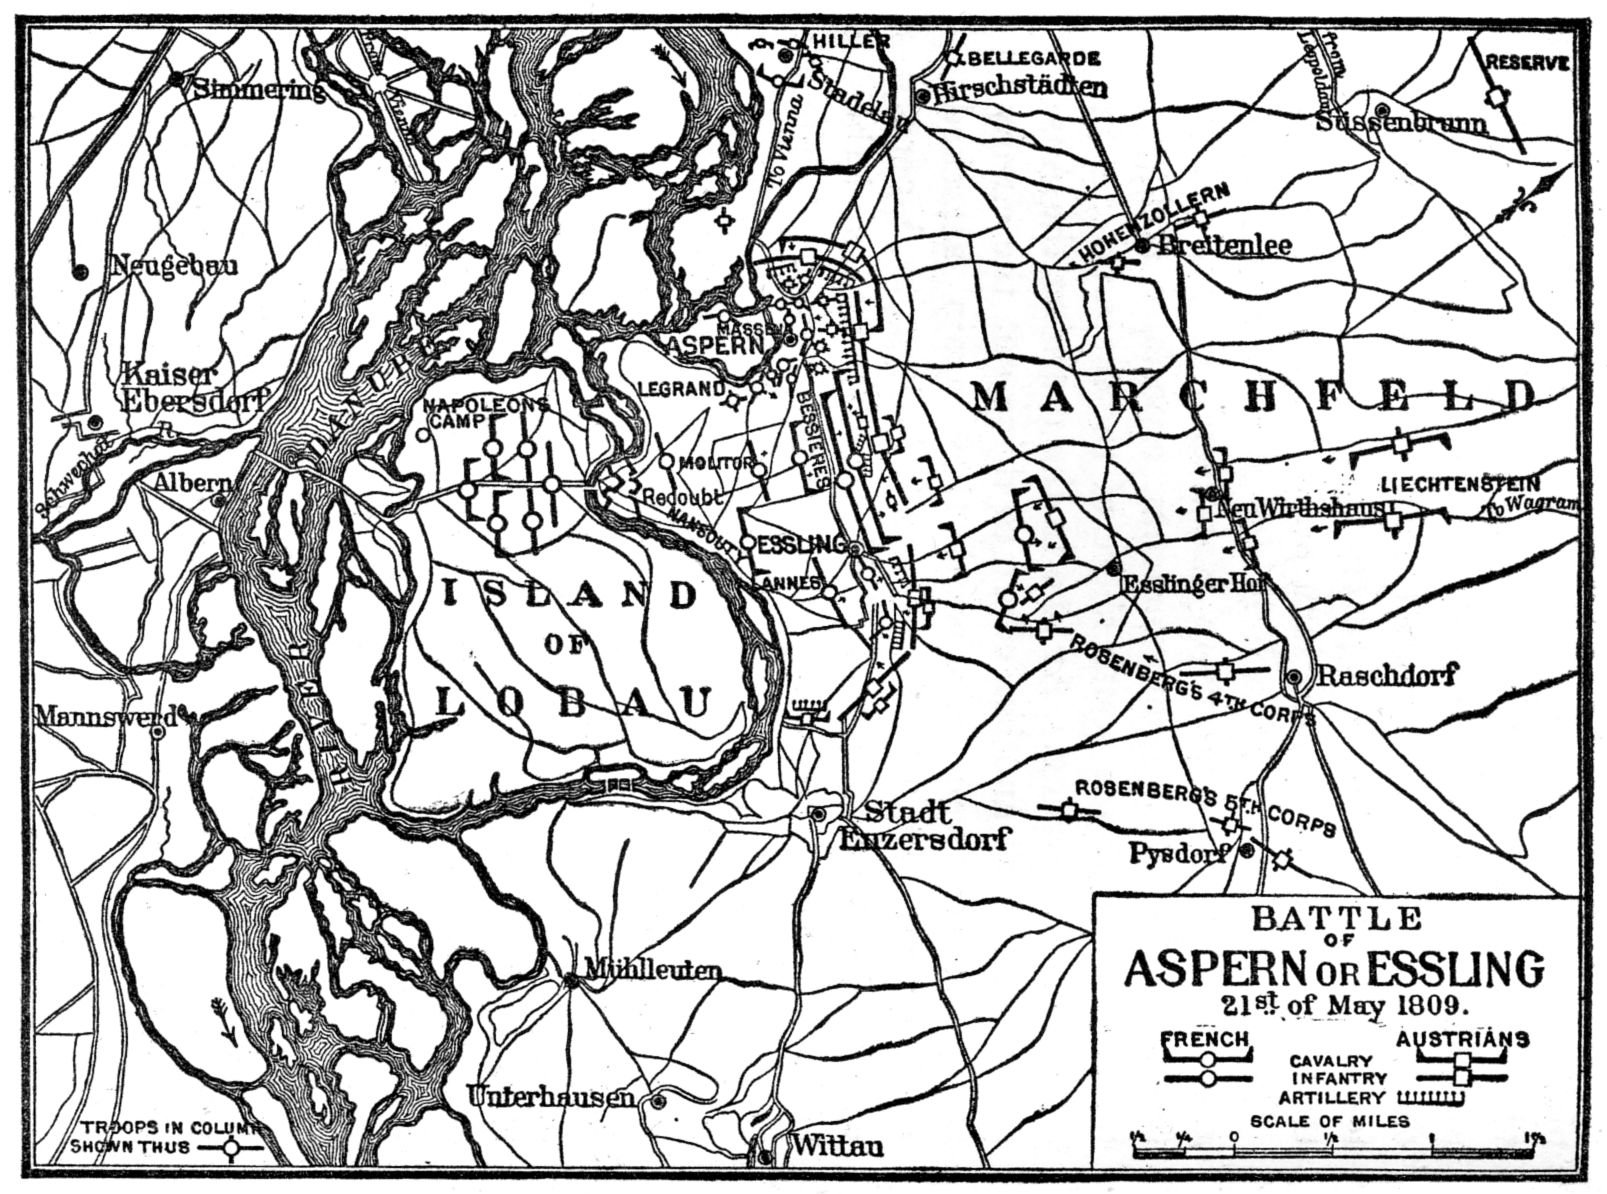 HILLER
BELLEGARDE
RESERVE
Simmering
Stadelau
Hirschstädten
from
Leopoldau
Süssenbrunn
To Vienna
HOHENZOLLERN
Breitenlee
Neugebau
MASSENA
ASPERN
Kaiser
Ebersdorf
DANUBE
LEGRAND
MARCHFELD
NAPOLEONS
CAMP
BESSIERES
R
Schwechat
MOLITOR
Albern
Redoubt
LIECHTENSTEIN
To Wagram
Neu Wirthshaus
NANSOUTY
ESSLING
LANNES
Esslinger Hof
ISLAND
OF
LOBAU
RIVER
ROSENBERG'S 4TH CORPS
Raschdorf
Mannswerd
ROSENBERG'S 5TH CORPS
Stadt
Enzersdorf
Pysdorf
Mühlleuten
Unterhausen
Wittau
BATTLE
OF
ASPERN OR ESSLING
21st. of May 1809.
FRENCH AUSTRIANS
CAVALRY
INFANTRY
ARTILLERY
SCALE OF MILES
1/2 1/4 0 1/2 1 1 1/2
TROOPS IN COLUMN
SHOWN THUS